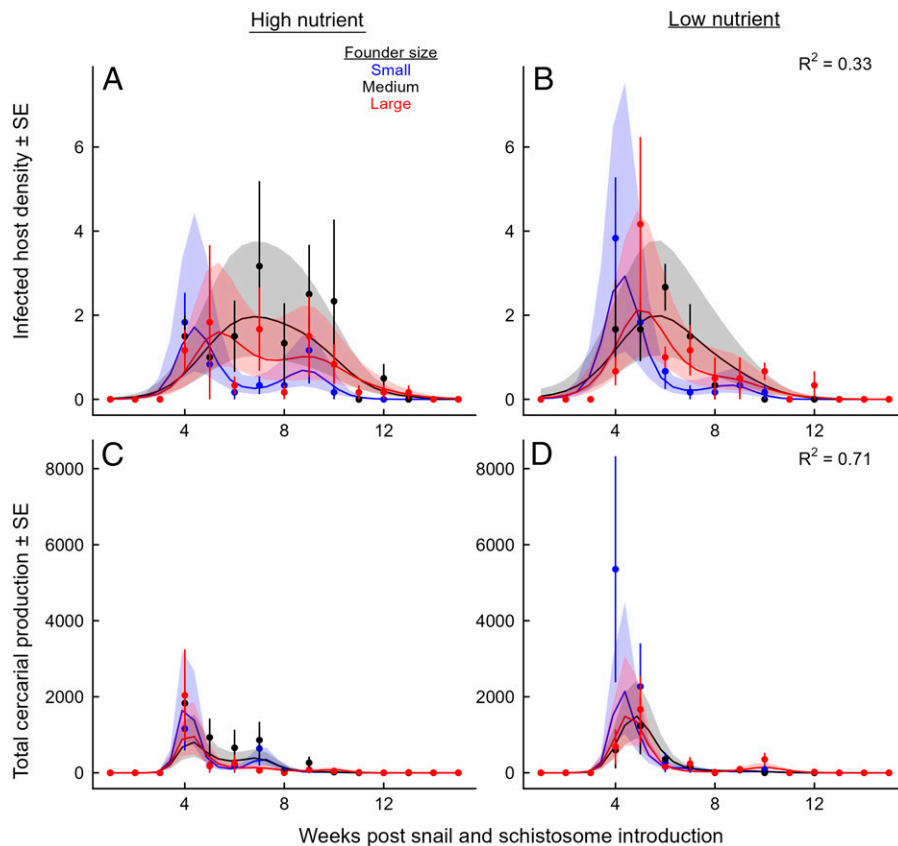 High nutrient
Low nutrient
Founder size
Small
Medium
Large
A
B
R² = 0.33
Infected host density ± SE
6
4
2
0
6
4
2
0
4
8
12
4
8
12
C
D
R² = 0.71
Total cercarial production ± SE
8000
6000
4000
2000
0
8000
6000
4000
2000
0
4
8
12
4
8
12
Weeks post snail and schistosome introduction